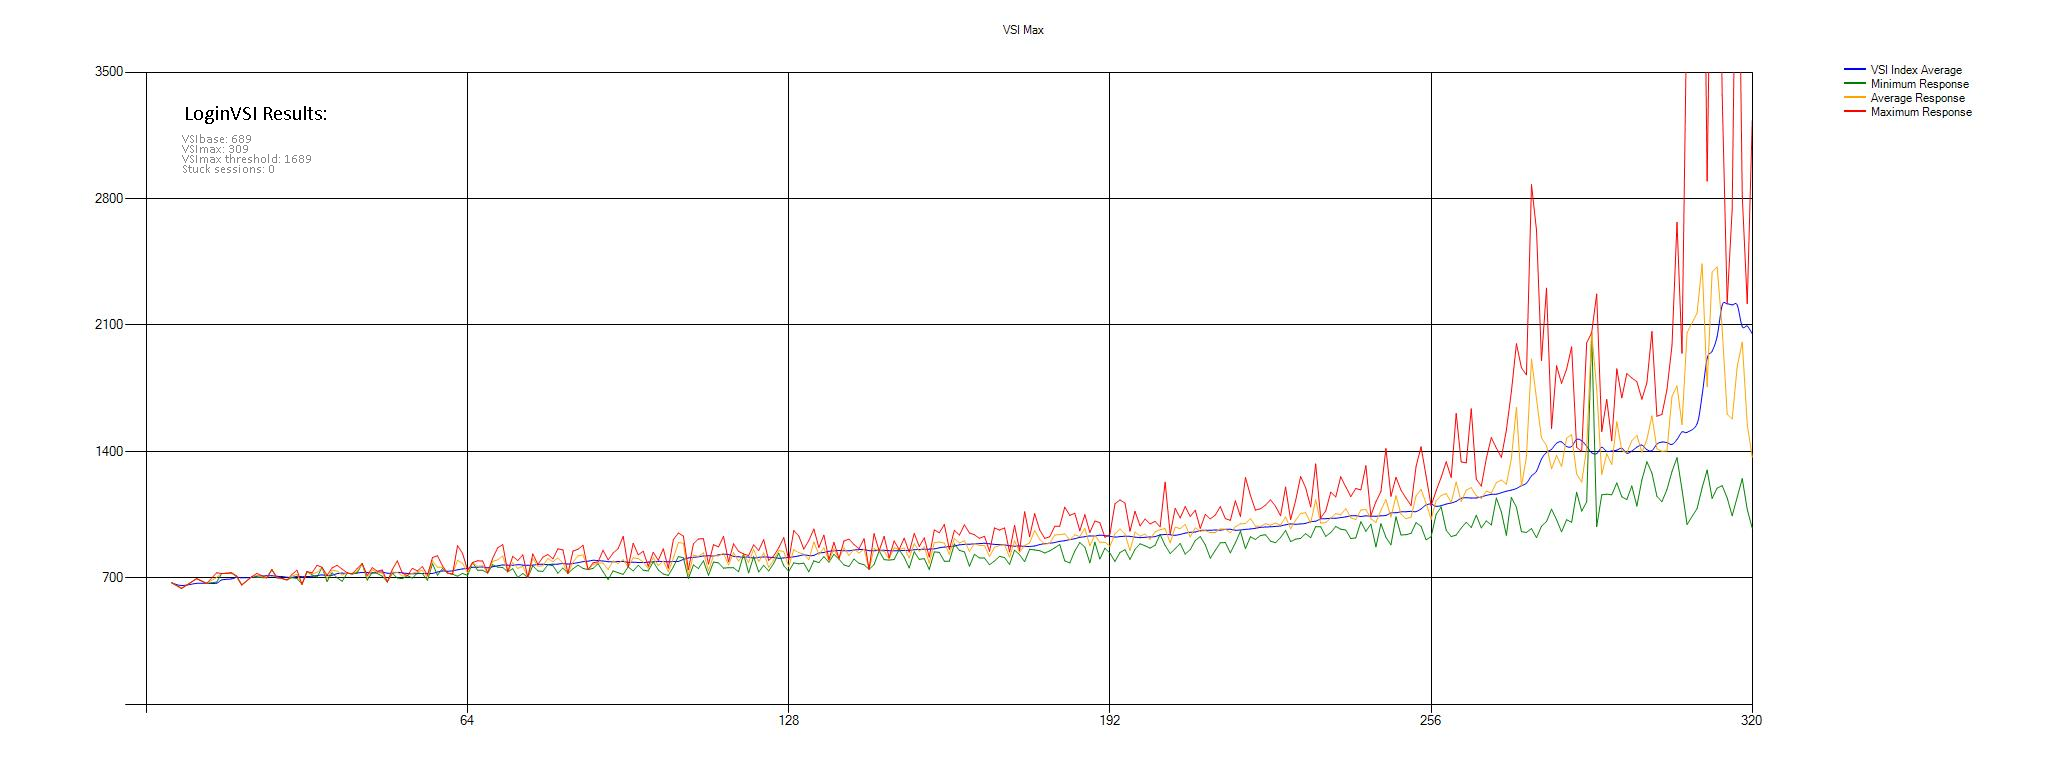 VSI Max
3500
2800
2100
1400
700
LoginVSI Results:
VSIbase: 689
VSImax: 309
VSImax threshold: 1689
Stuck sessions: 0
VSI Index Average
Minimum Response
Average Response
Maximum Response
64
128
192
256
320